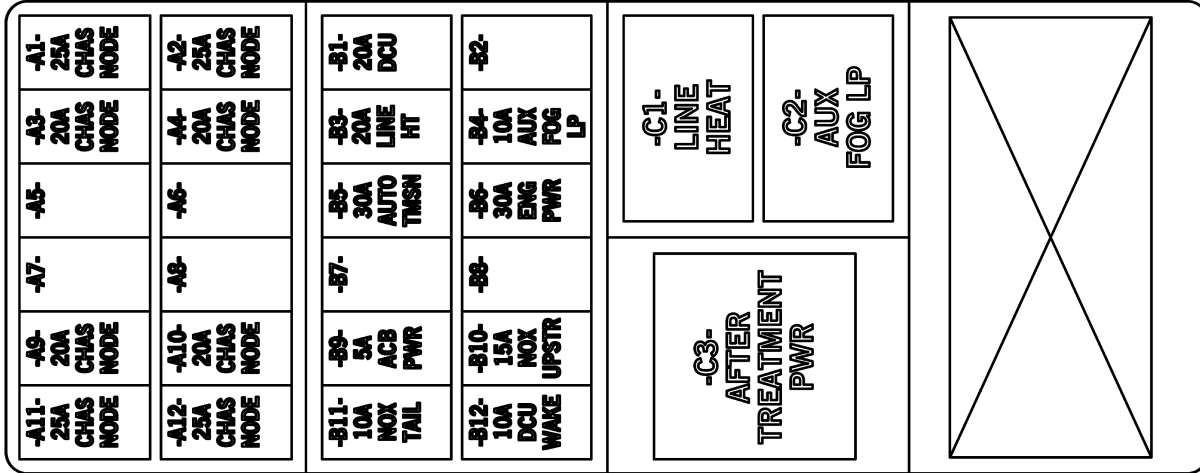 -A1-
25A
CHAS
NODE
-A2-
25A
CHAS
NODE
-A3-
20A
CHAS
NODE
-A4-
20A
CHAS
NODE
-A5-
-A6-
-A7-
-A8-
-A9-
20A
CHAS
NODE
-A10-
20A
CHAS
NODE
-A11-
25A
CHAS
NODE
-A12-
25A
CHAS
NODE
-B1-
20A
DCU
-B2-
-B3-
20A
LINE
HT
-B4-
10A
AUX
FOG
LP
-B5-
30A
AUTO
TMSN
-B6-
30A
ENG
PWR
-B7-
-B8-
-B9-
5A
ACB
PWR
-B10-
15A
NOX
UPSTR
-B11-
10A
NOX
TAIL
-B12-
10A
DCU
WAKE
-C1-
LINE
HEAT
-C2-
AUX
FOG LP
-C3-
AFTER
TREATMENT
PWR